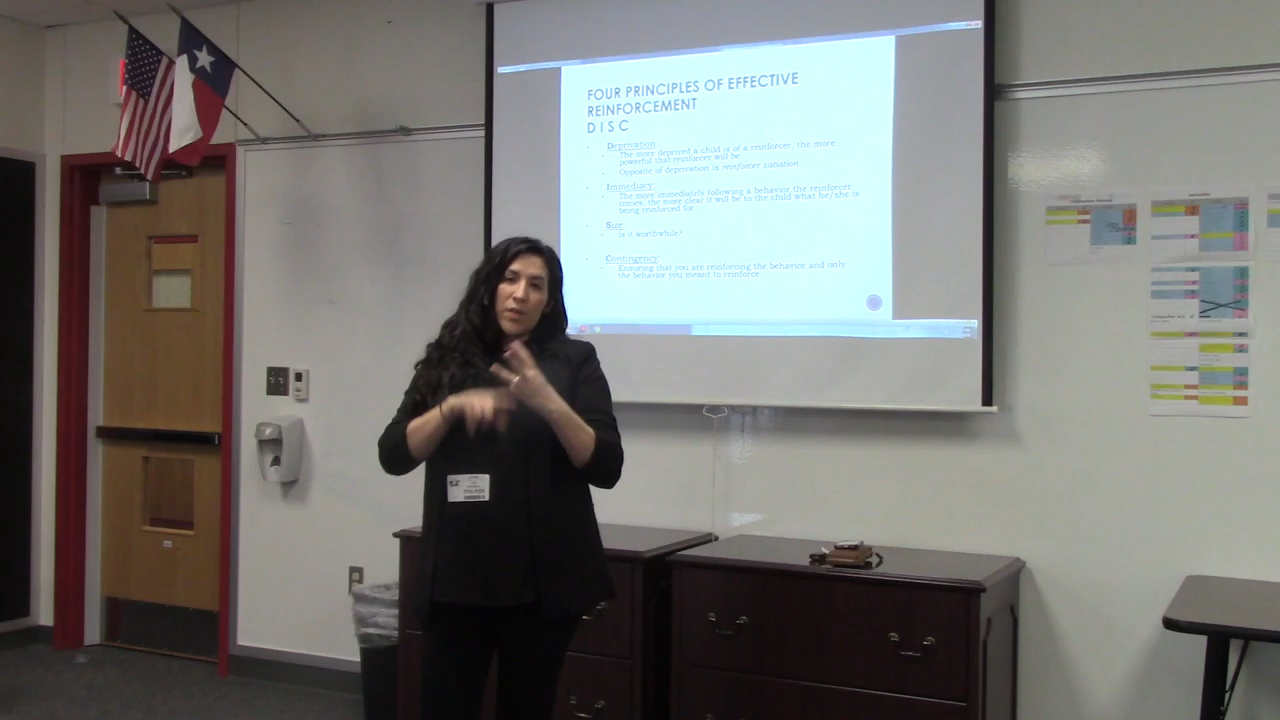 FOUR PRINCIPLES OF EFFECTIVE
REINFORCEMENT
D I S C
Deprivation
The more deprived a child is of a reinforcer, the more
powerful that reinforcer will be
Opposite of deprivation is reinforcer satiation
Immediacy:
The more immediately following a behavior the reinforcer
comes, the more clear it will be to the child what he/she is
being reinforced for.
Size:
Is it worthwhile?
Contingency:
Ensuring that you are reinforcing the behavior and only
the behavior you meant to reinforce.